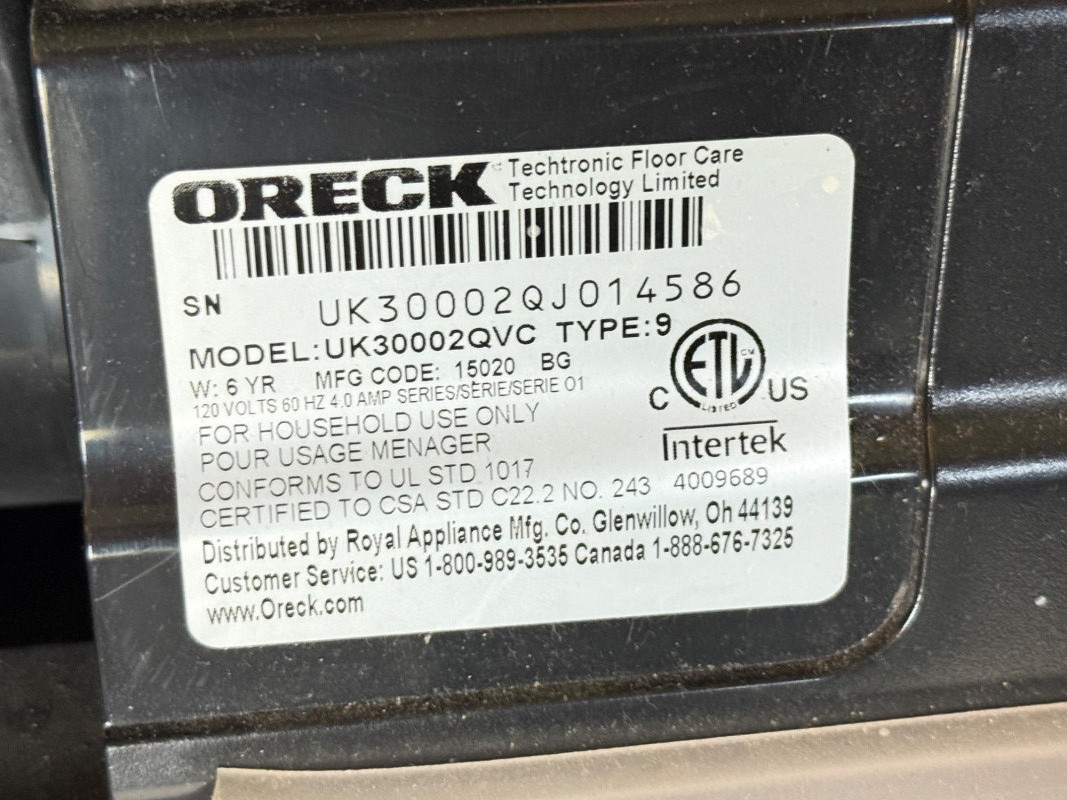 ORECK Techtronic Floor Care
Technology Limited
SN UK30002QJ014586
MODEL:UK30002QVC TYPE:9
W: 6 YR MFG CODE: 15020 BG
120 VOLTS 60 HZ 4.0 AMP SERIES/SÉRIE/SERIE 01
FOR HOUSEHOLD USE ONLY
POUR USAGE MENAGER
CONFORMS TO UL STD 1017
CERTIFIED TO CSA STD C22.2 NO. 243
C ETL CM LISTED US
Intertek
4009689
Distributed by Royal Appliance Mfg. Co. Glenwillow, Oh 44139
Customer Service: US 1-800-989-3535 Canada 1-888-676-7325
www.Oreck.com